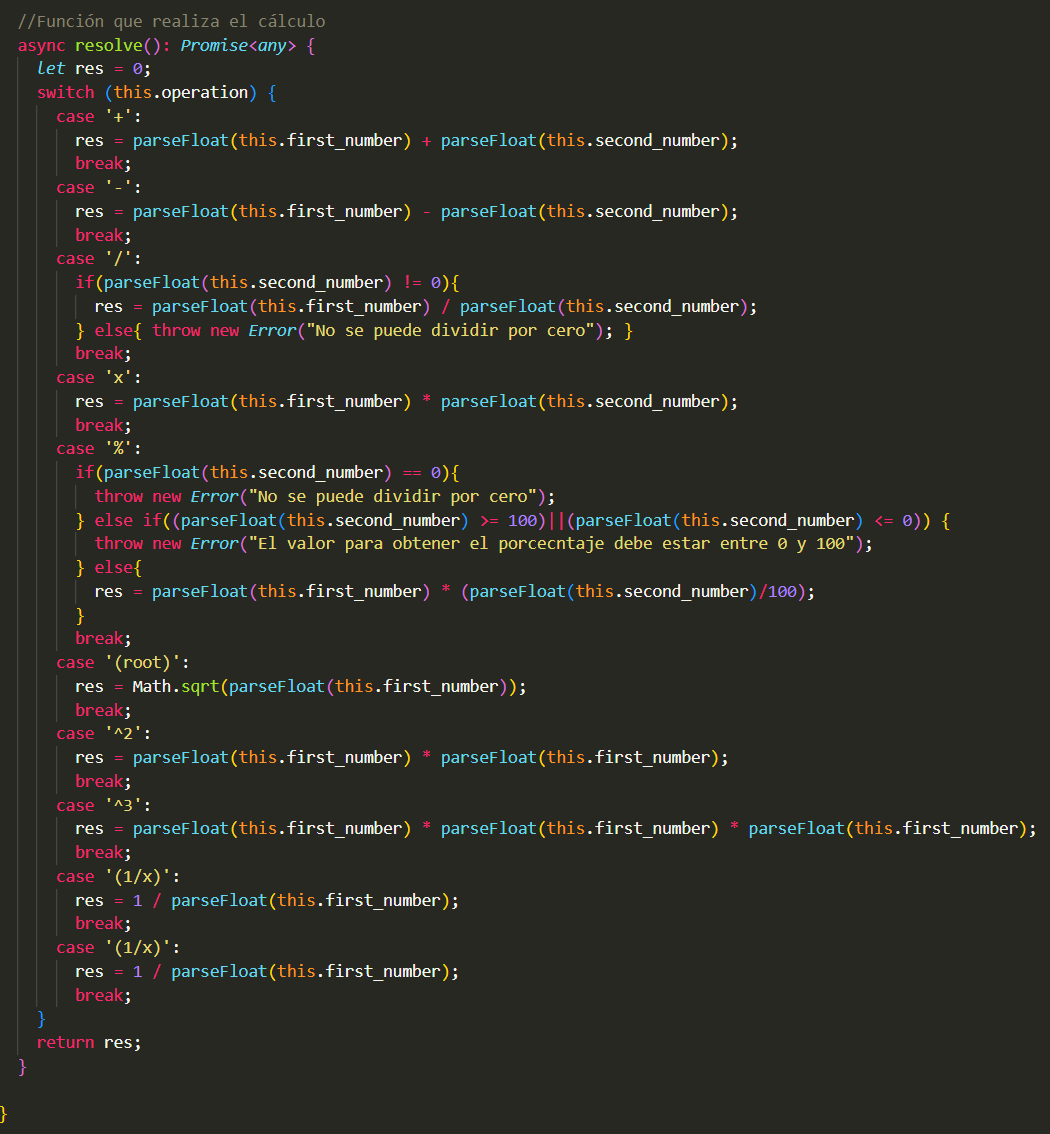 //Función que realiza el cálculo
async resolve(): Promise<any> {
let res = 0;
switch (this.operation) {
case '+':
res = parseFloat(this.first_number) + parseFloat(this.second_number);
break;
case '-':
res = parseFloat(this.first_number) - parseFloat(this.second_number);
break;
case '/':
if(parseFloat(this.second_number) != 0){
res = parseFloat(this.first_number) / parseFloat(this.second_number);
} else{ throw new Error("No se puede dividir por cero"); }
break;
case 'x':
res = parseFloat(this.first_number) * parseFloat(this.second_number);
break;
case '%':
if(parseFloat(this.second_number) == 0){
throw new Error("No se puede dividir por cero");
} else if((parseFloat(this.second_number) >= 100)||(parseFloat(this.second_number) <= 0)) {
throw new Error("El valor para obtener el porcecntaje debe estar entre 0 y 100");
} else{
res = parseFloat(this.first_number) * (parseFloat(this.second_number)/100);
}
break;
case '(root)':
res = Math.sqrt(parseFloat(this.first_number));
break;
case '^2':
res = parseFloat(this.first_number) * parseFloat(this.first_number);
break;
case '^3':
res = parseFloat(this.first_number) * parseFloat(this.first_number) * parseFloat(this.first_number);
break;
case '(1/x)':
res = 1 / parseFloat(this.first_number);
break;
case '(1/x)':
res = 1 / parseFloat(this.first_number);
break;
}
return res;
}
}